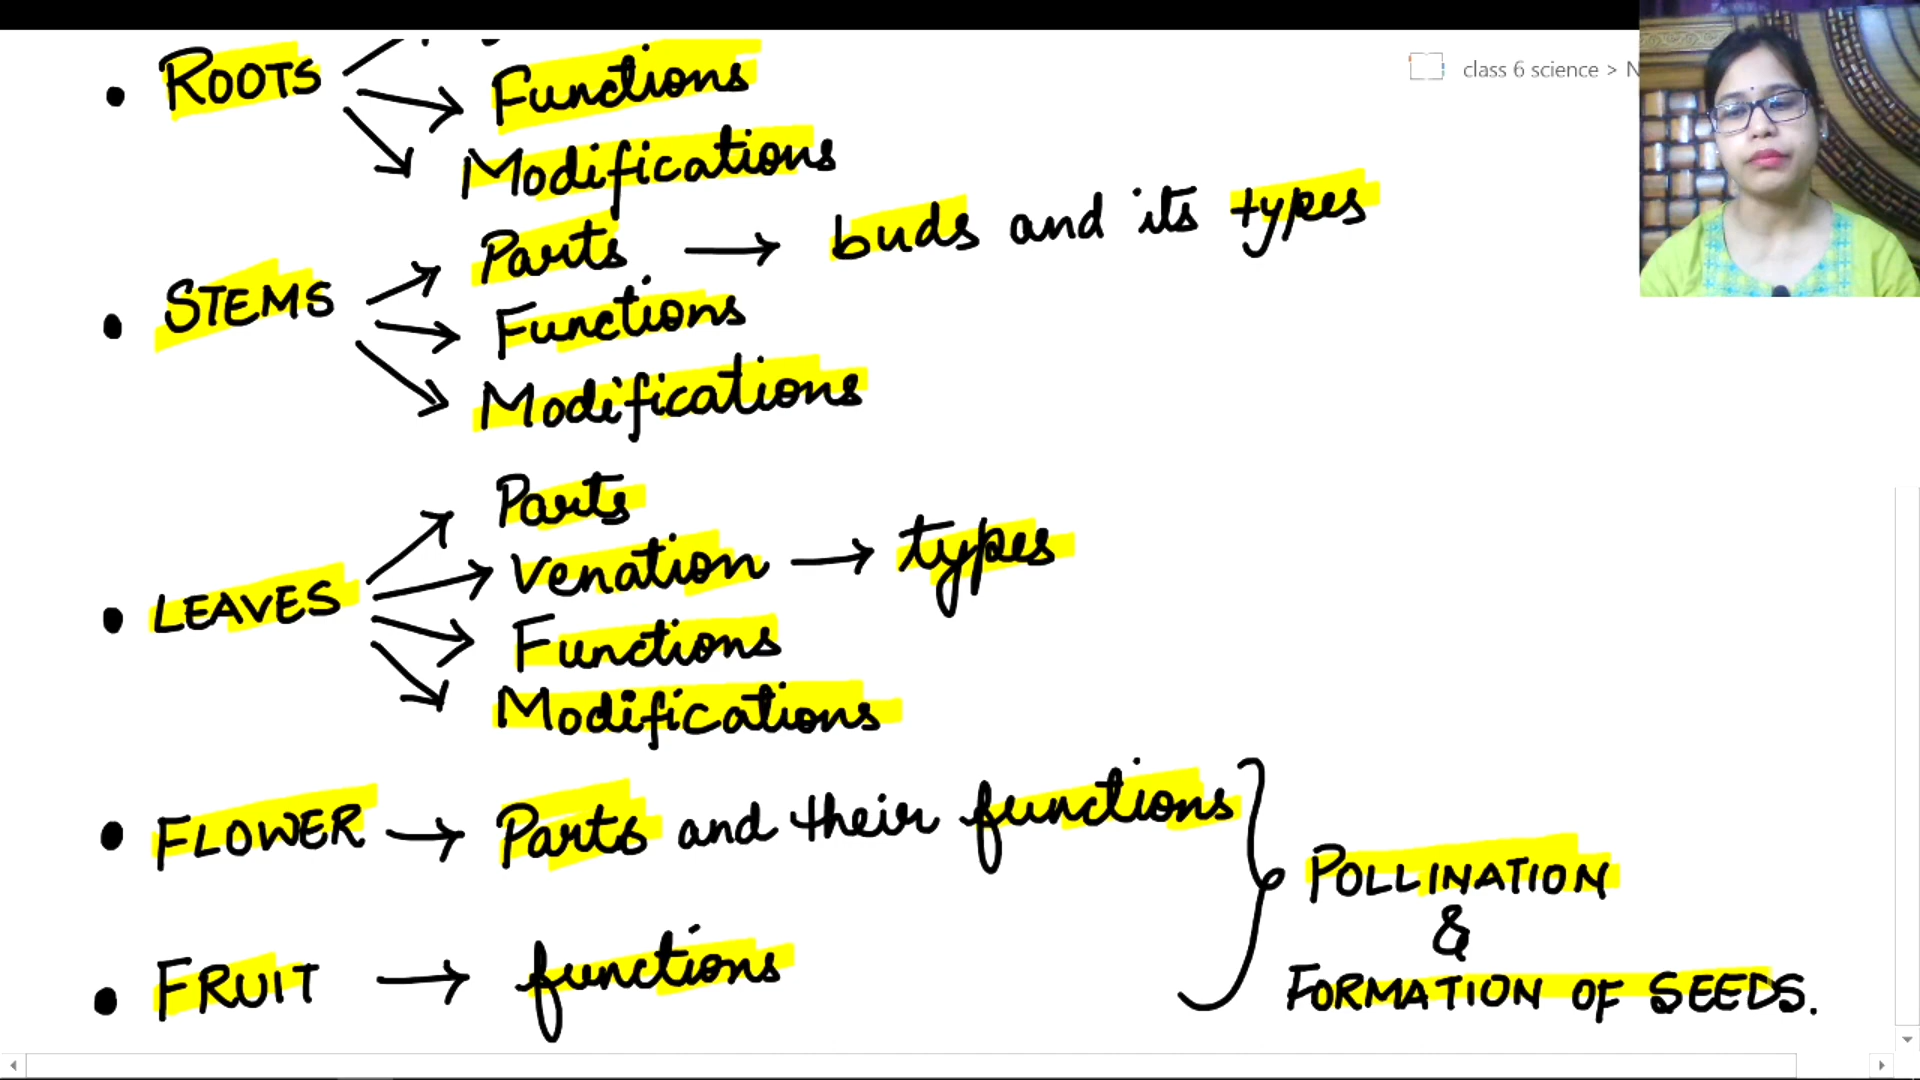 class 6 science > N
• ROOTS
Functions
Modifications
• STEMS
Parts → buds and its types
Functions
Modifications
• LEAVES
Parts
Venation → types
Functions
Modifications
• FLOWER → Parts and their functions
• FRUIT → functions
POLLINATION
&
FORMATION OF SEEDS.